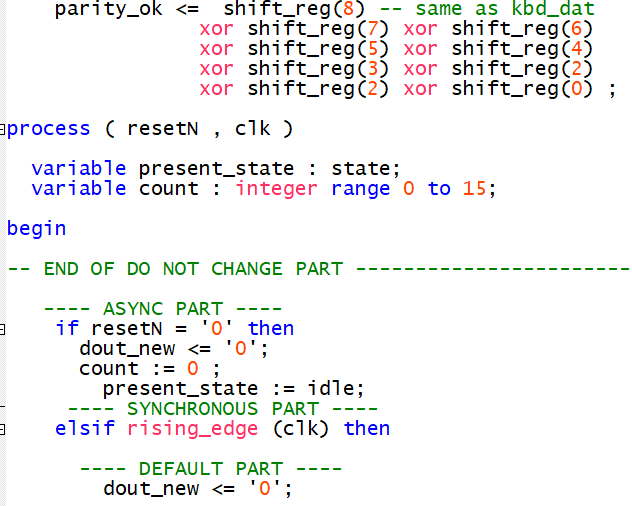 parity_ok <= shift_reg(8) -- same as kbd_dat
xor shift_reg(7) xor shift_reg(6)
xor shift_reg(5) xor shift_reg(4)
xor shift_reg(3) xor shift_reg(2)
xor shift_reg(2) xor shift_reg(0) ;
process ( resetN , clk )
variable present_state : state;
variable count : integer range 0 to 15;
begin
-- END OF DO NOT CHANGE PART -----------------------
---- ASYNC PART ----
if resetN = '0' then
dout_new <= '0';
count := 0 ;
present_state := idle;
---- SYNCHRONOUS PART ----
elsif rising_edge (clk) then
---- DEFAULT PART ----
dout_new <= '0';